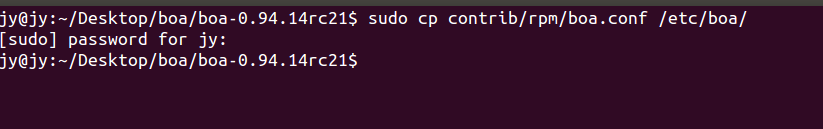 jy@jy:~/Desktop/boa/boa-0.94.14rc21$ sudo cp contrib/rpm/boa.conf /etc/boa/
[sudo] password for jy:
jy@jy:~/Desktop/boa/boa-0.94.14rc21$